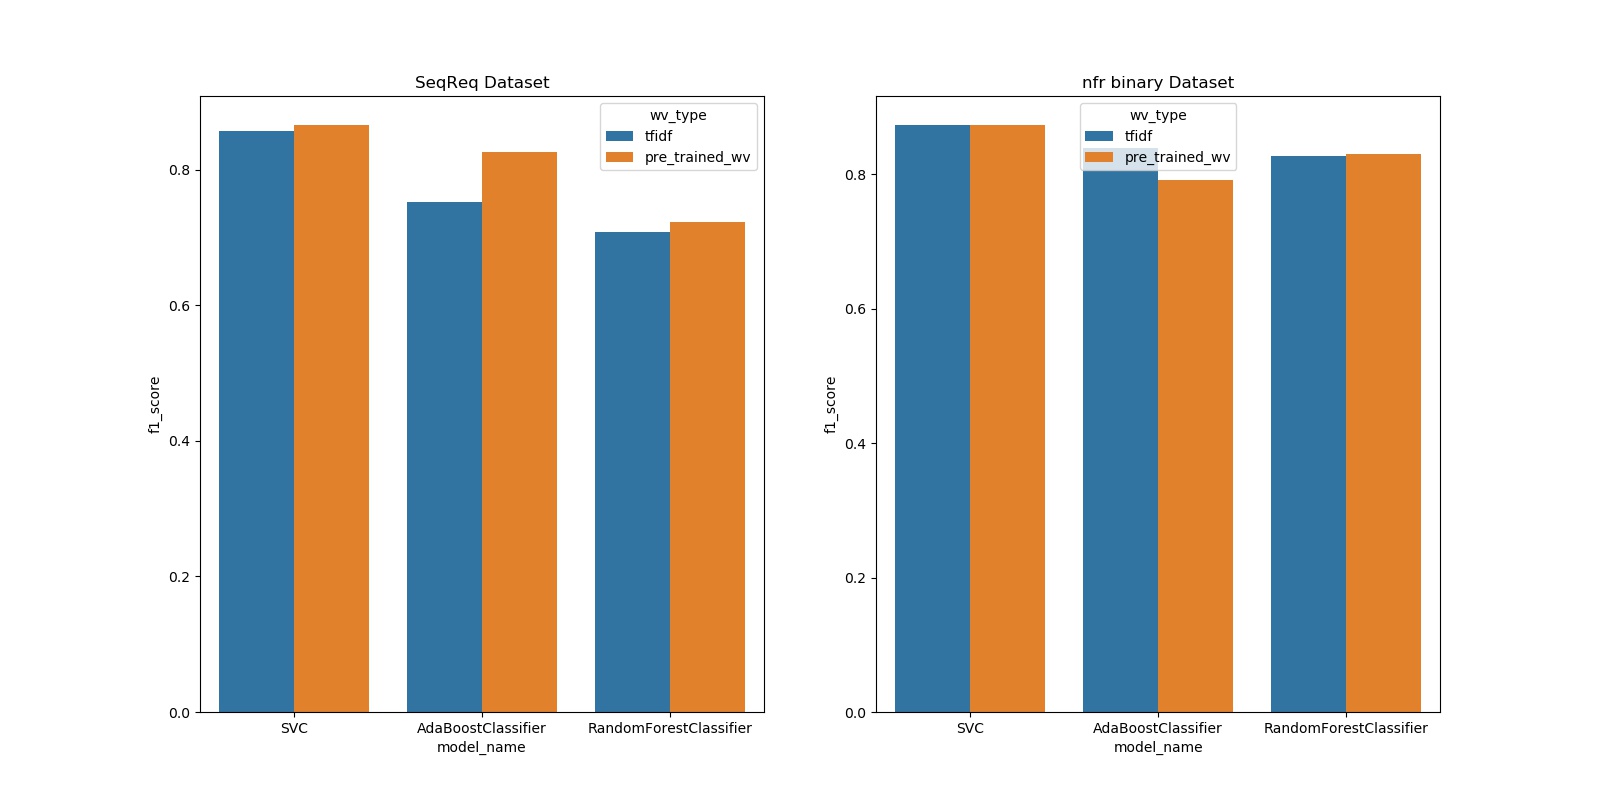 SeqReq Dataset
wv_type
tfidf
pre_trained_wv
0.8
0.6
0.4
0.2
0.0
f1_score
SVC AdaBoostClassifier RandomForestClassifier
model_name
nfr binary Dataset
wv_type
tfidf
pre_trained_wv
0.8
0.6
0.4
0.2
0.0
f1_score
SVC AdaBoostClassifier RandomForestClassifier
model_name